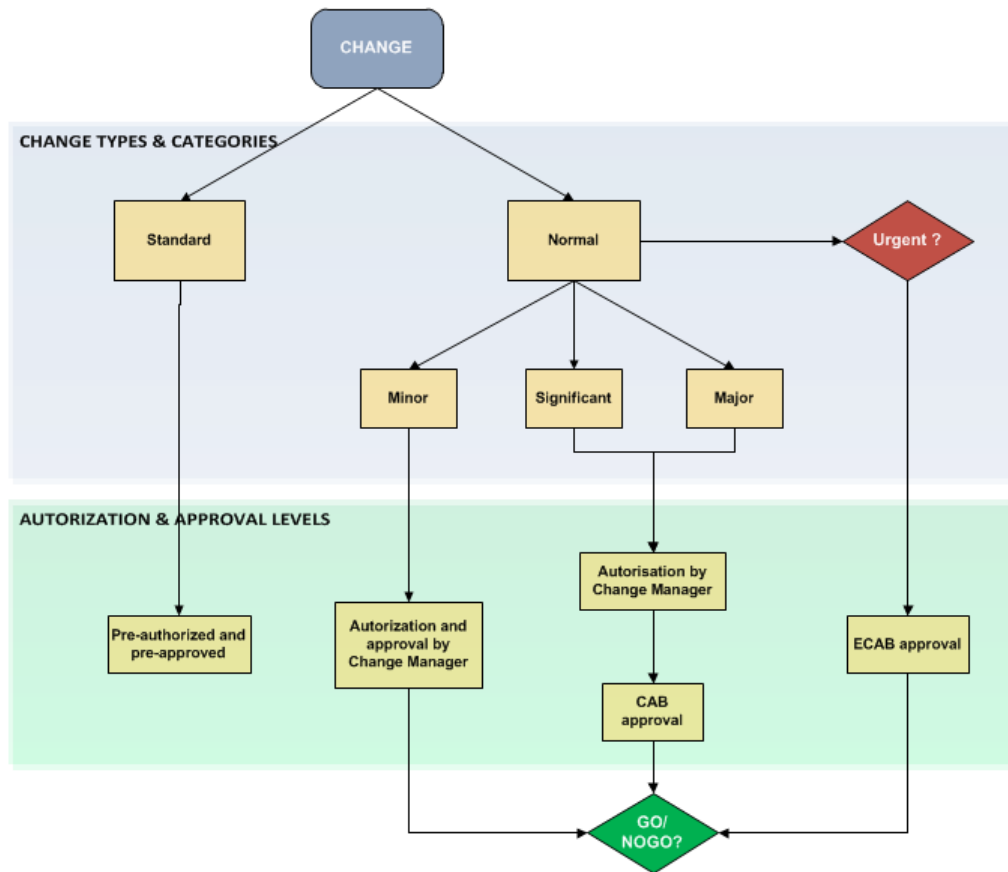 CHANGE
CHANGE TYPES & CATEGORIES
Standard
Normal
Urgent ?
Minor
Significant
Major
AUTORIZATION & APPROVAL LEVELS
Autorisation by
Change Manager
Pre-authorized and
pre-approved
Autorization and
approval by
Change Manager
ECAB approval
CAB
approval
GO/
NOGO?